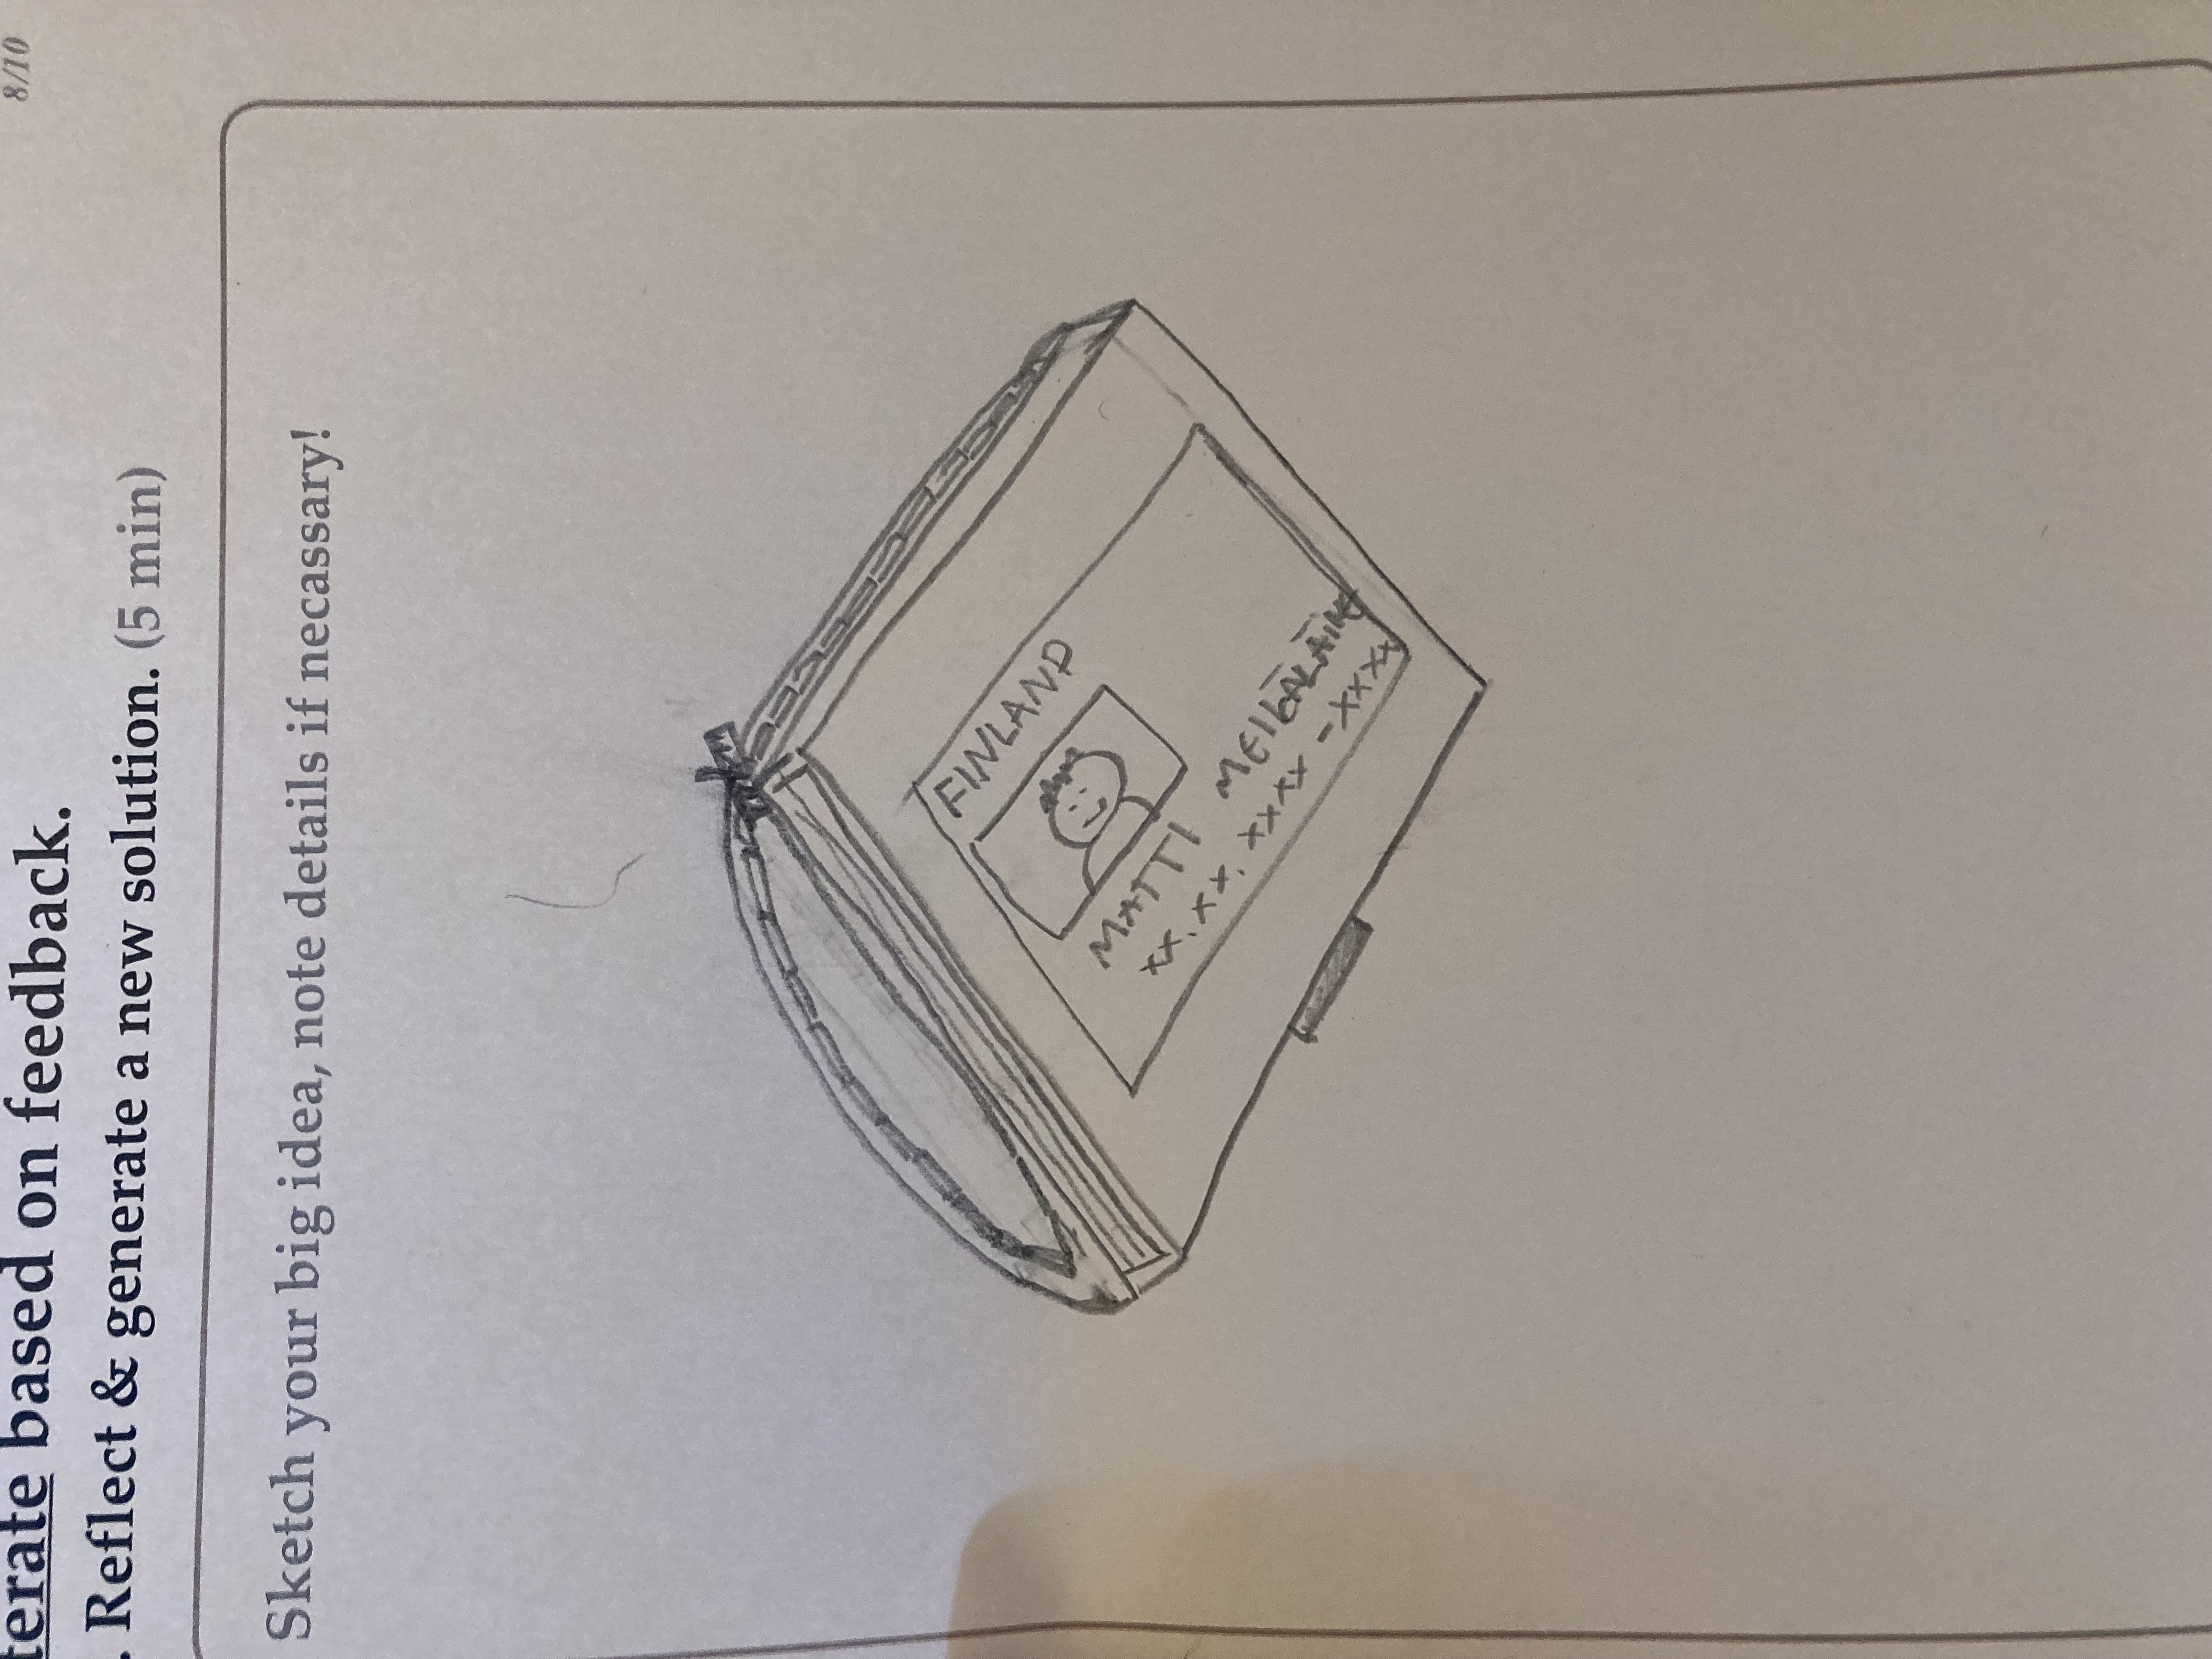 8/10
terate based on feedback.
. Reflect & generate a new solution. (5 min)
Sketch your big idea, note details if necassary!
FINLAND
MATTI
xx.xx.xxxx-xxxx